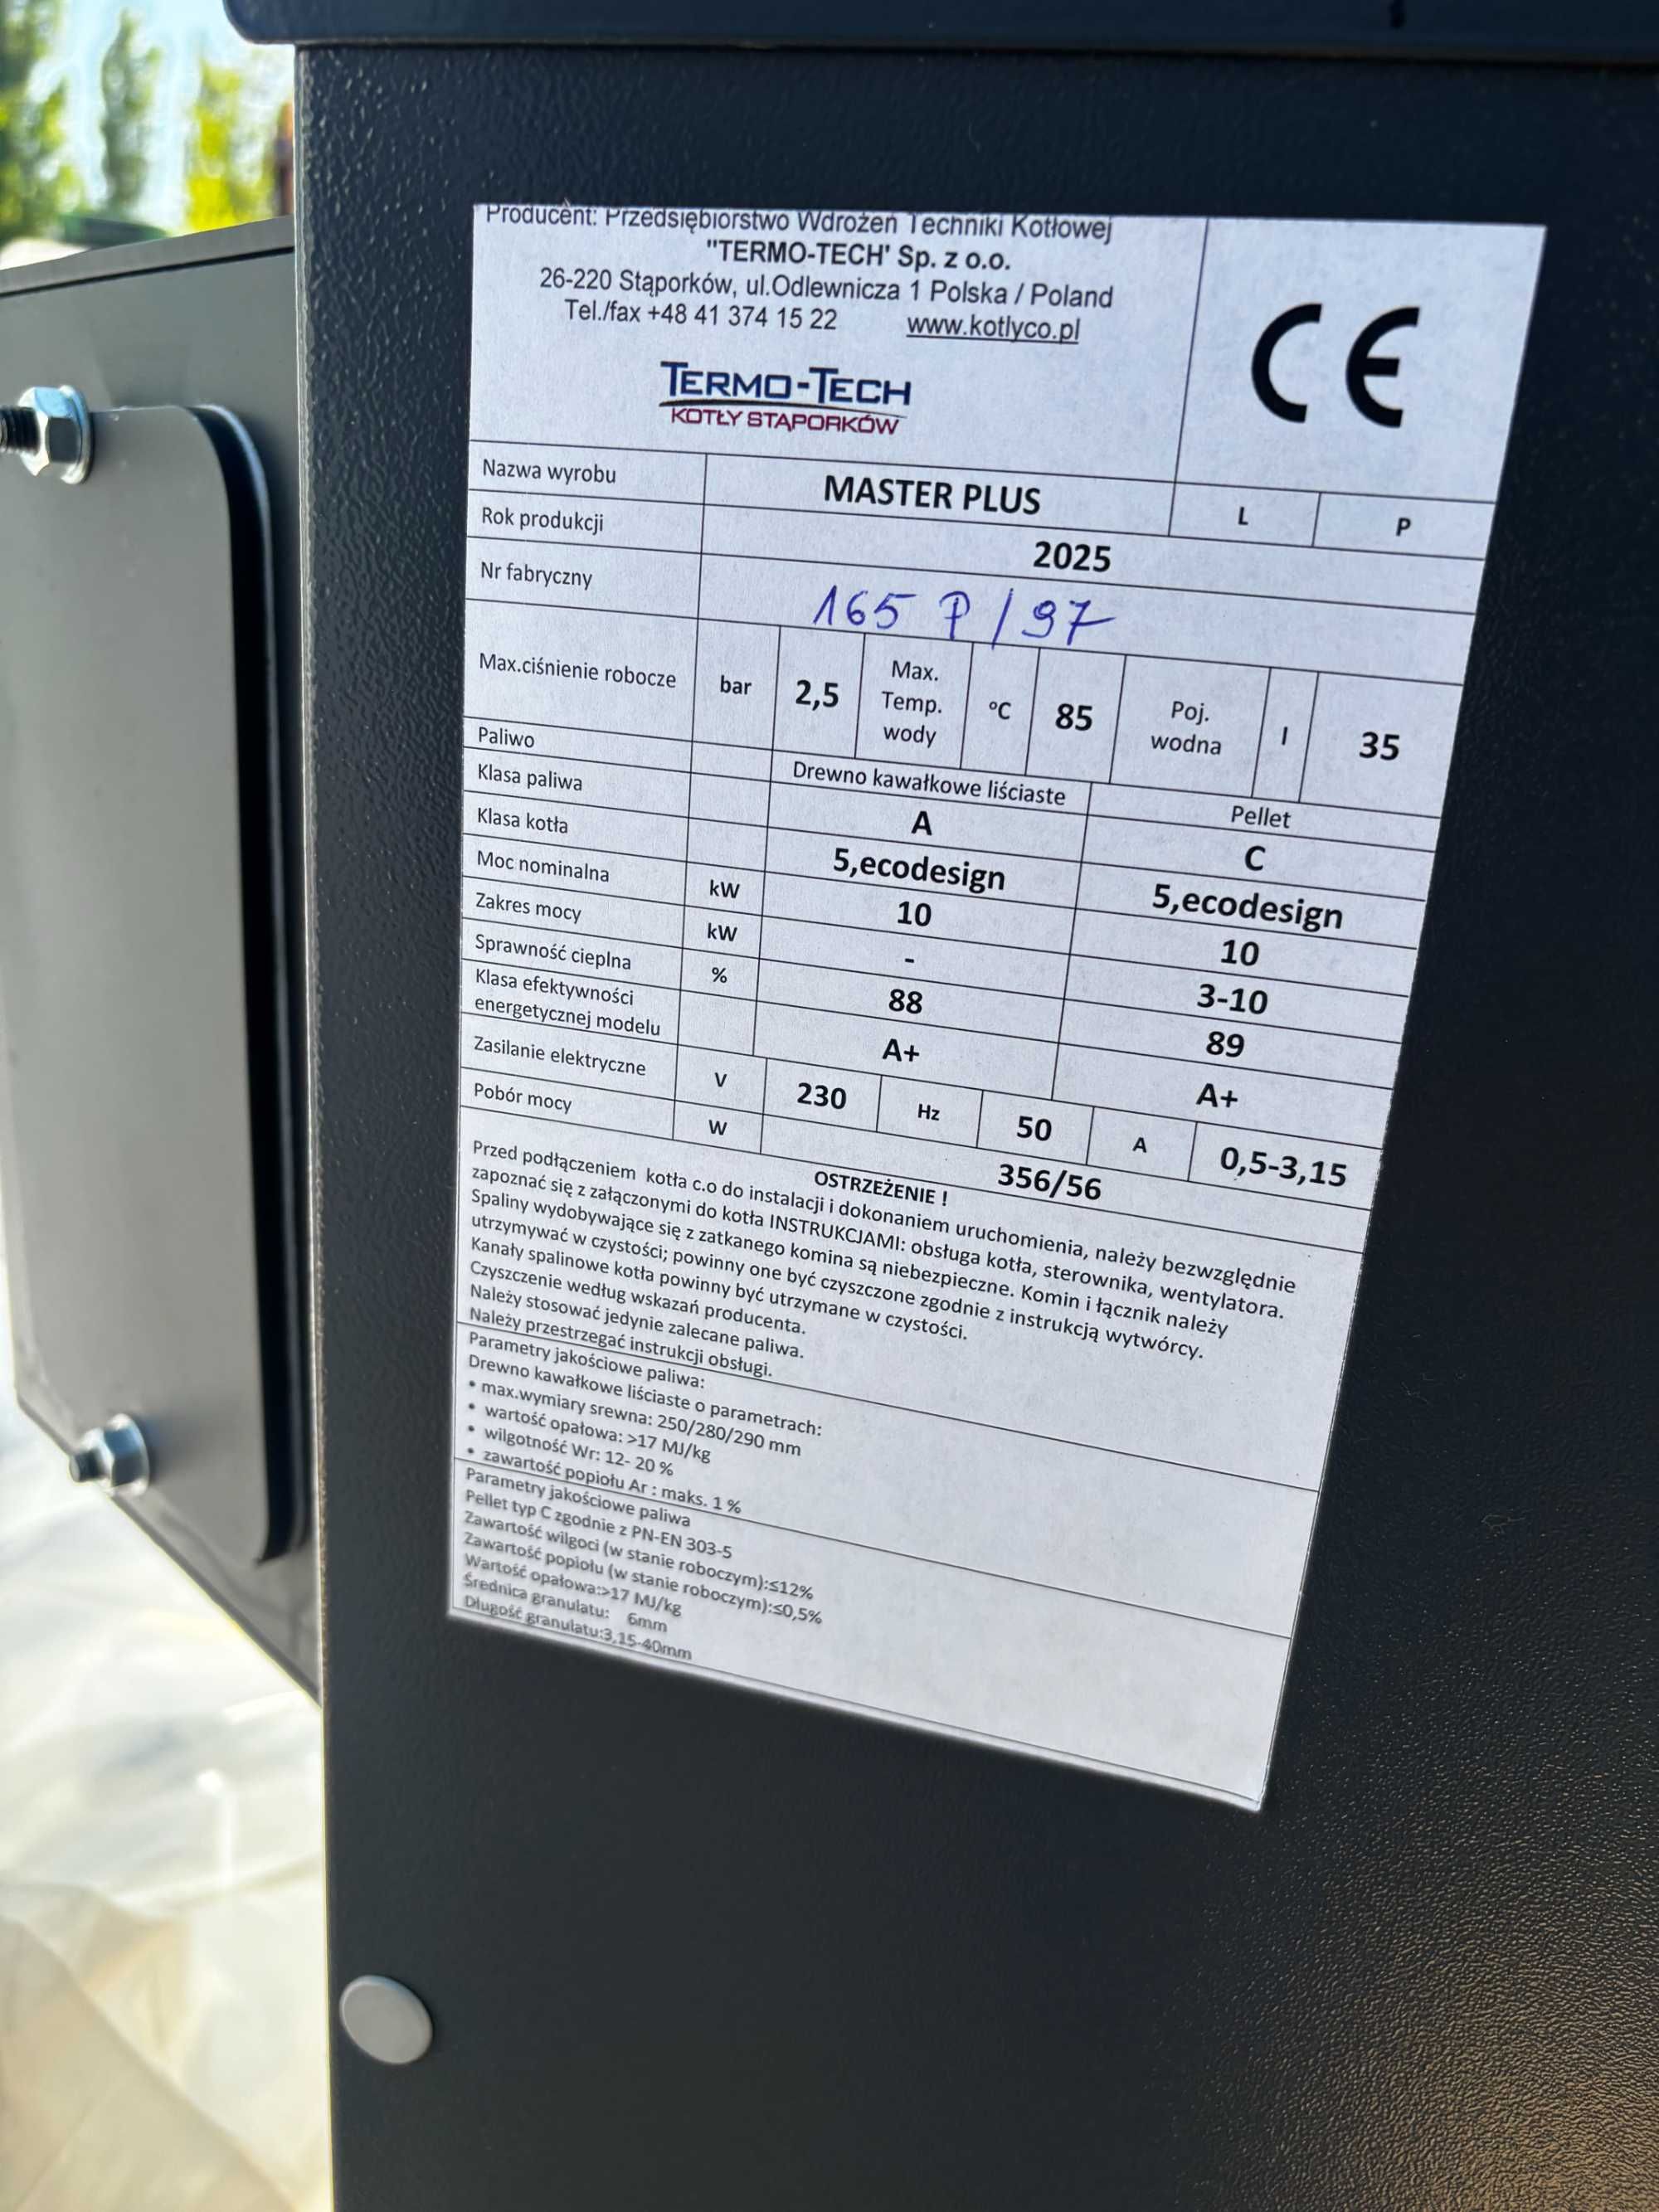 Producent: Przedsiębiorstwo Wdrożeń Techniki Kotłowej
"TERMO-TECH' Sp. z o.o.
26-220 Stąporków, ul.Odlewnicza 1 Polska / Poland
Tel./fax +48 41 374 15 22 www.kotlyco.pl
CE
TERMO-TECH
KOTŁY STĄPORKÓW
Nazwa wyrobu MASTER PLUS L P
Rok produkcji 2025
Nr fabryczny 165 P / 97
Max.ciśnienie robocze bar 2,5 Max. Temp. wody °C 85 Poj. wodna l 35
Paliwo Drewno kawałkowe liściaste Pellet
Klasa paliwa A C
Klasa kotła 5,ecodesign 5,ecodesign
Moc nominalna kW 10 10
Zakres mocy kW - 3-10
Sprawność cieplna % 88 89
Klasa efektywności
energetycznej modelu A+ A+
Zasilanie elektryczne V 230 Hz 50 A 0,5-3,15
Pobór mocy W 356/56
OSTRZEŻENIE !
Przed podłączeniem kotła c.o do instalacji i dokonaniem uruchomienia, należy bezwzględnie
zapoznać się z załączonymi do kotła INSTRUKCJAMI: obsługa kotła, sterownika, wentylatora.
Spaliny wydobywające się z zatkanego komina są niebezpieczne. Komin i łącznik należy
utrzymywać w czystości; powinny one być czyszczone zgodnie z instrukcją wytwórcy.
Kanały spalinowe kotła powinny być utrzymane w czystości.
Czyszczenie według wskazań producenta.
Należy stosować jedynie zalecane paliwa.
Należy przestrzegać instrukcji obsługi.
Parametry jakościowe paliwa:
Drewno kawałkowe liściaste o parametrach:
• max.wymiary srewna: 250/280/290 mm
• wartość opałowa: >17 MJ/kg
• wilgotność Wr: 12- 20 %
• zawartość popiołu Ar : maks. 1 %
Parametry jakościowe paliwa
Pellet typ C zgodnie z PN-EN 303-5
Zawartość wilgoci (w stanie roboczym):≤12%
Zawartość popiołu (w stanie roboczym):≤0,5%
Wartość opałowa:>17 MJ/kg
Średnica granulatu: 6mm
Długość granulatu:3,15-40mm